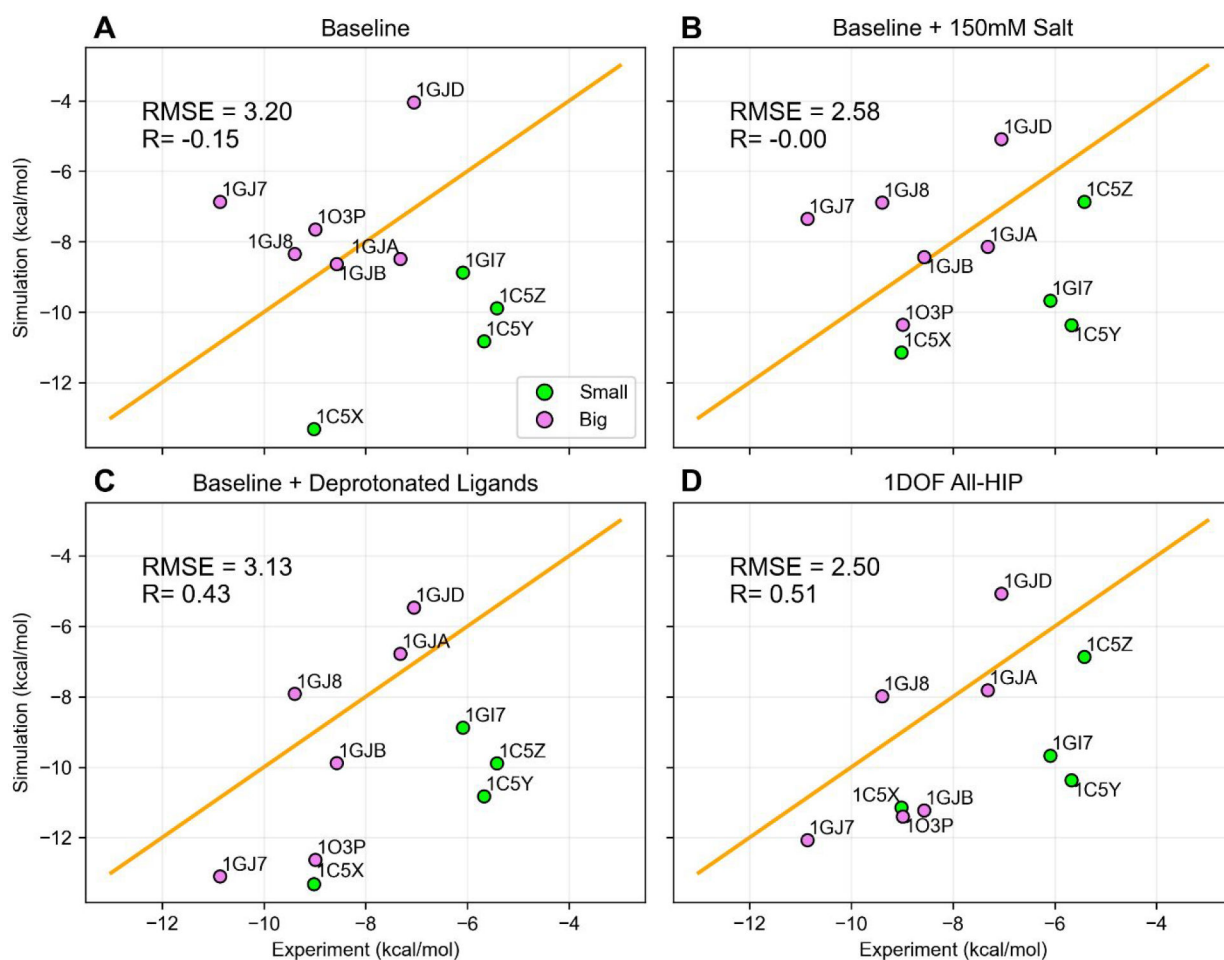 A
Baseline
RMSE = 3.20
R= -0.15
1GJD
1GJ7
1O3P
1GJ8
1GJA
1GJB
1GI7
1C5Z
1C5Y
1C5X
Small
Big
−4
−6
−8
−10
−12
Simulation (kcal/mol)
B
Baseline + 150mM Salt
RMSE = 2.58
R= -0.00
1GJD
1GJ7
1GJ8
1C5Z
1GJA
1GJB
1GI7
1O3P
1C5X
1C5Y
C
Baseline + Deprotonated Ligands
RMSE = 3.13
R= 0.43
1GJD
1GJA
1GJ8
1GI7
1GJB
1C5Z
1C5Y
1O3P
1GJ7
1C5X
−4
−6
−8
−10
−12
Simulation (kcal/mol)
−12 −10 −8 −6 −4
Experiment (kcal/mol)
D
1DOF All-HIP
RMSE = 2.50
R= 0.51
1GJD
1C5Z
1GJ8
1GJA
1GI7
1C5Y
1C5X
1GJB
1O3P
1GJ7
−12 −10 −8 −6 −4
Experiment (kcal/mol)